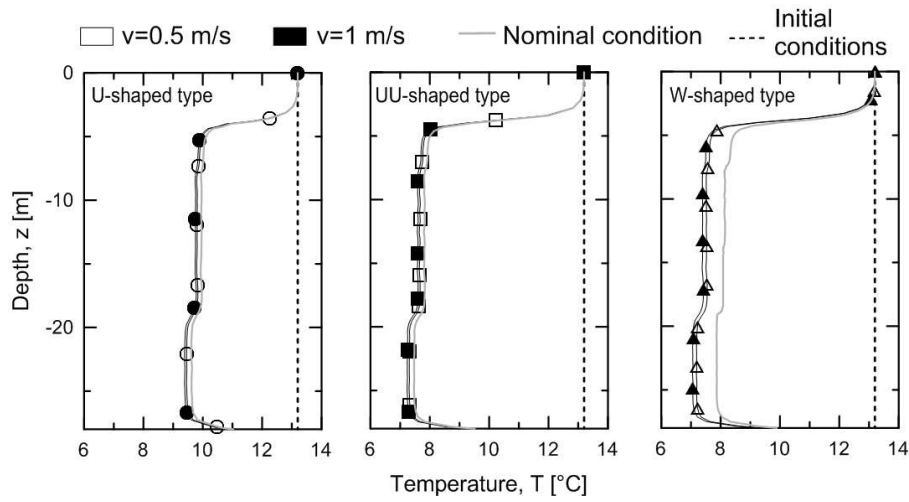 v=0.5 m/s v=1 m/s Nominal condition Initial conditions
U-shaped type UU-shaped type W-shaped type
0
-10
-20
Depth, z [m]
6 8 10 12 14 6 8 10 12 14 6 8 10 12 14
Temperature, T [°C]